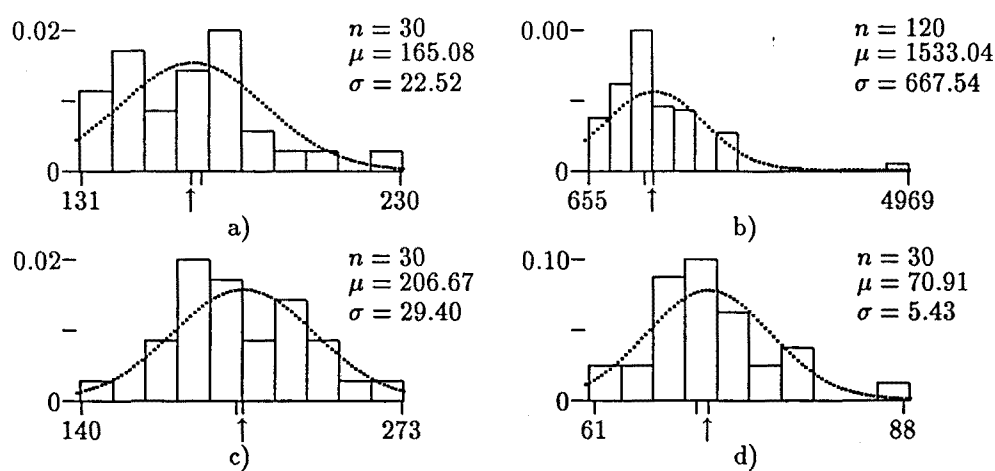 0.02
n = 30
μ = 165.08
σ = 22.52
0
131
↑
230
a)
0.00
n = 120
μ = 1533.04
σ = 667.54
0
655
↑
4969
b)
0.02
n = 30
μ = 206.67
σ = 29.40
0
140
↑
273
c)
0.10
n = 30
μ = 70.91
σ = 5.43
0
61
↑
88
d)